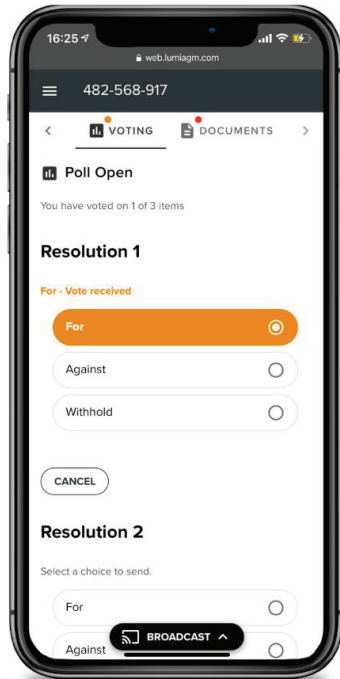 16:25
web.lumiagm.com
482-568-917
VOTING
DOCUMENTS
Poll Open
You have voted on 1 of 3 items
Resolution 1
For - Vote received
For
Against
Withhold
CANCEL
Resolution 2
Select a choice to send.
For
BROADCAST
Against